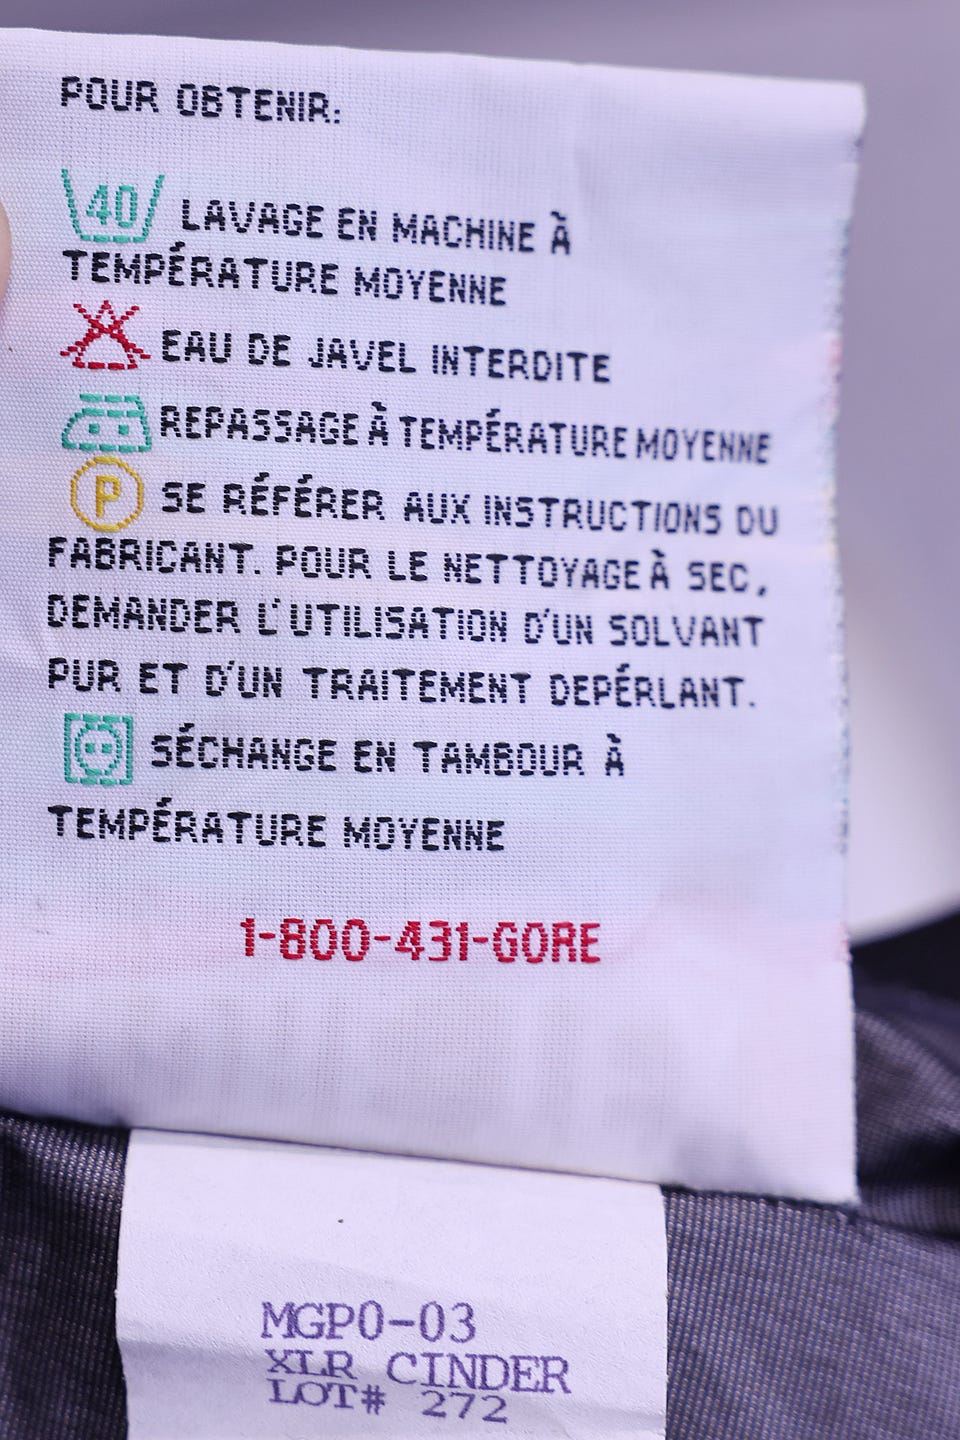 POUR OBTENIR:
40 LAVAGE EN MACHINE À
TEMPÉRATURE MOYENNE
EAU DE JAVEL INTERDITE
REPASSAGE À TEMPÉRATURE MOYENNE
P SE RÉFÉRER AUX INSTRUCTIONS DU
FABRICANT. POUR LE NETTOYAGE À SEC,
DEMANDER L'UTILISATION D'UN SOLVANT
PUR ET D'UN TRAITEMENT DEPÉRLANT.
SÉCHANGE EN TAMBOUR À
TEMPÉRATURE MOYENNE
1-800-431-GORE
MGP0-03
XLR CINDER
LOT# 272